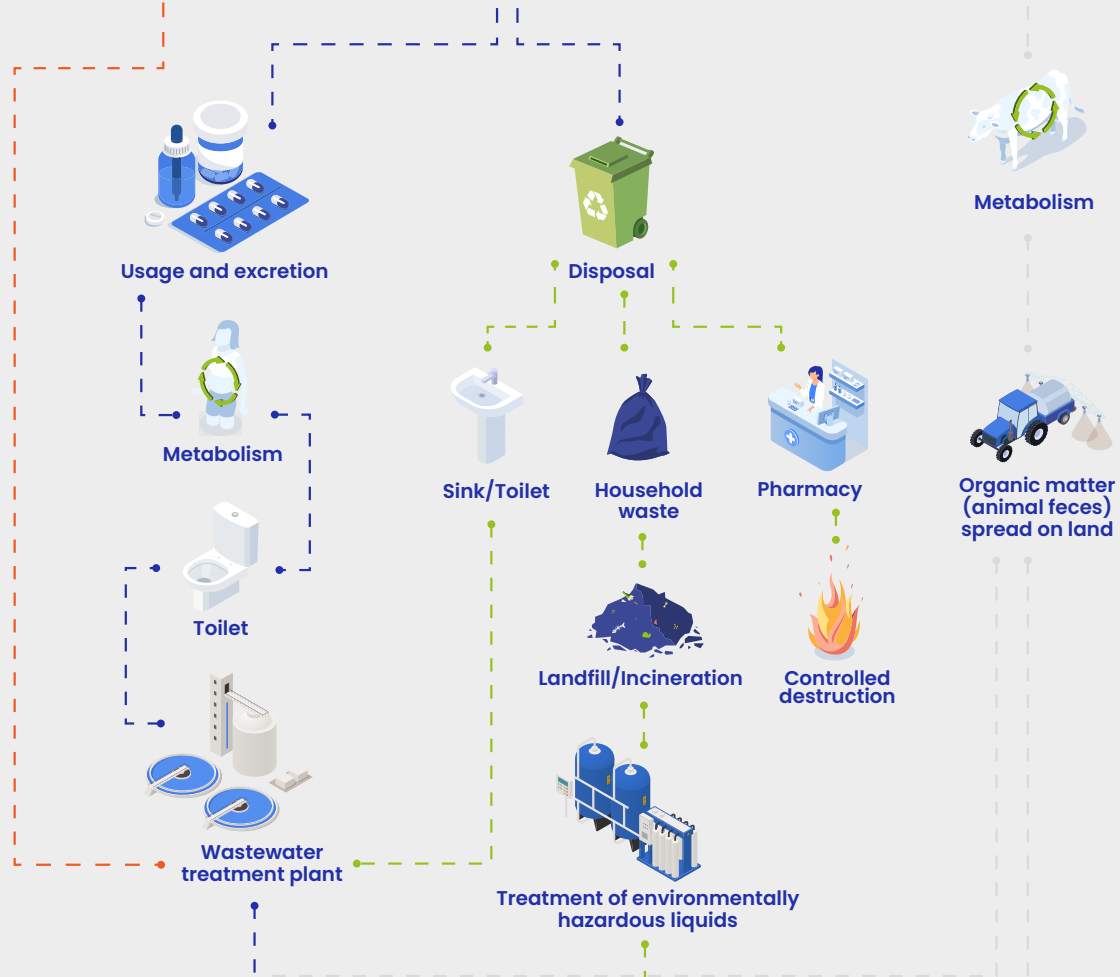 Metabolism
Usage and excretion
Disposal
Metabolism
Sink/Toilet
Household
waste
Pharmacy
Organic matter
(animal feces)
spread on land
Toilet
Landfill/Incineration
Controlled
destruction
Wastewater
treatment plant
Treatment of environmentally
hazardous liquids